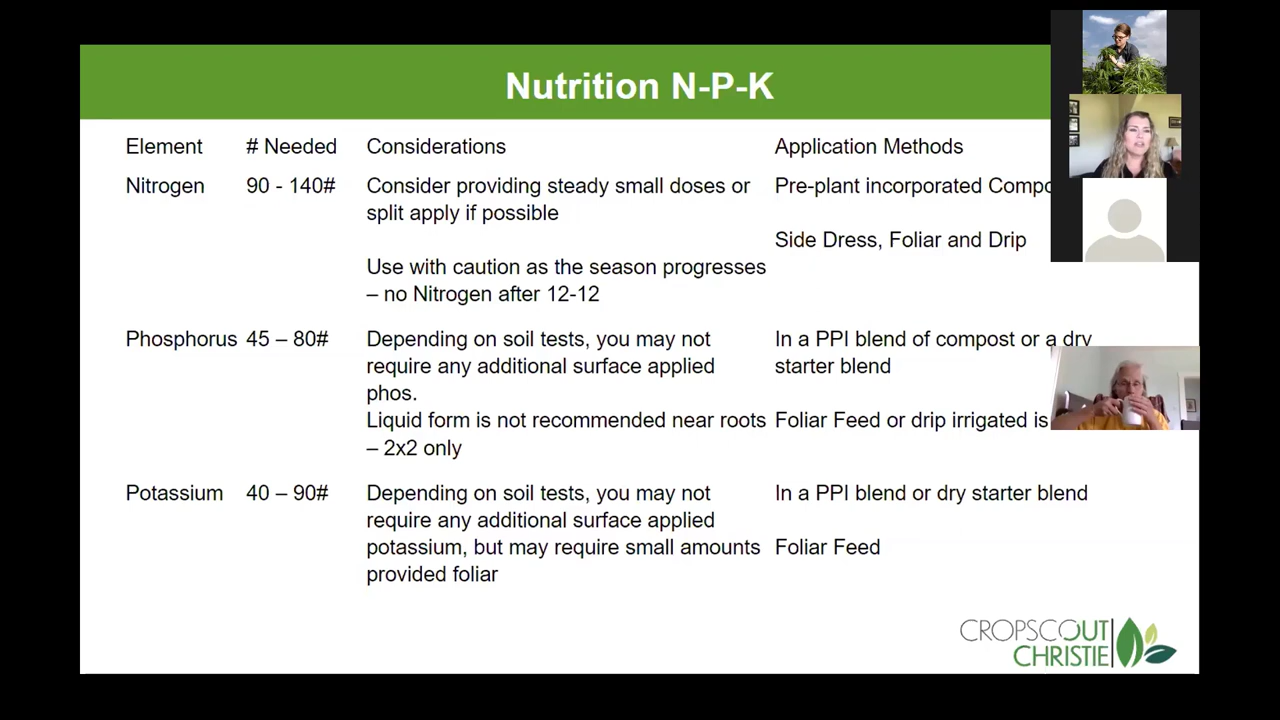 Nutrition N-P-K
Element # Needed Considerations Application Methods
Nitrogen 90 - 140# Consider providing steady small doses or Pre-plant incorporated
split apply if possible
Side Dress, Foliar and Drip
Use with caution as the season progresses
– no Nitrogen after 12-12
Phosphorus 45 – 80# Depending on soil tests, you may not In a PPI blend of compost or a dry
require any additional surface applied starter blend
phos.
Liquid form is not recommended near roots Foliar Feed or drip irrigated is
– 2x2 only
Potassium 40 – 90# Depending on soil tests, you may not In a PPI blend or dry starter blend
require any additional surface applied
potassium, but may require small amounts Foliar Feed
provided foliar
CROPSCOUT
CHRISTIE